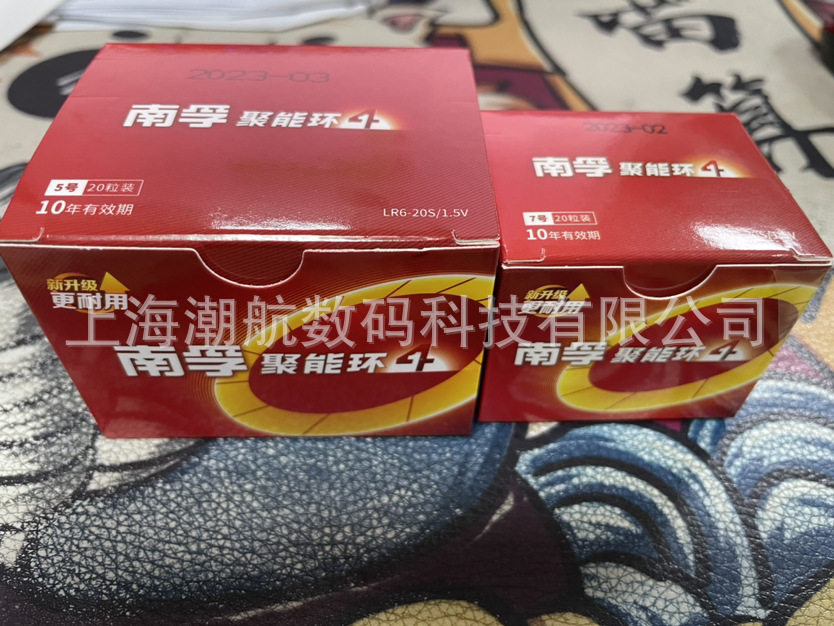 2023-03
南孚 聚能环4+
5号 20粒装
10年有效期
LR6-20S/1.5V
新升级
更耐用
南孚 聚能环4+
2023-02
南孚 聚能环4+
7号 20粒装
10年有效期
新升级
更耐用
南孚 聚能环4+
上海潮航数码科技有限公司